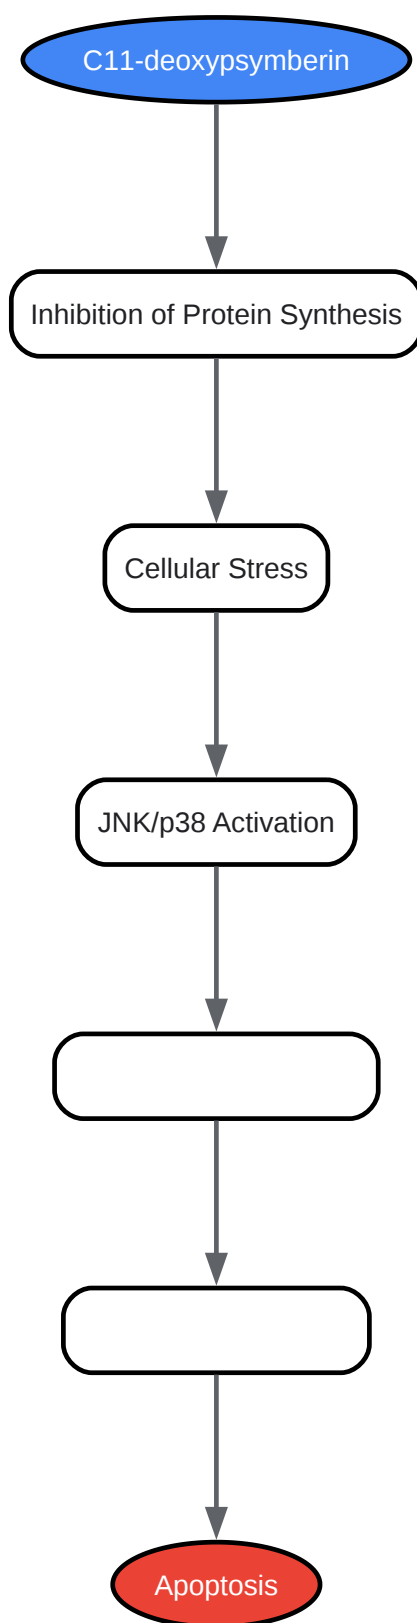 C11-deoxypsymberin
Inhibition of Protein Synthesis
Cellular Stress
JNK/p38 Activation
Apoptosis